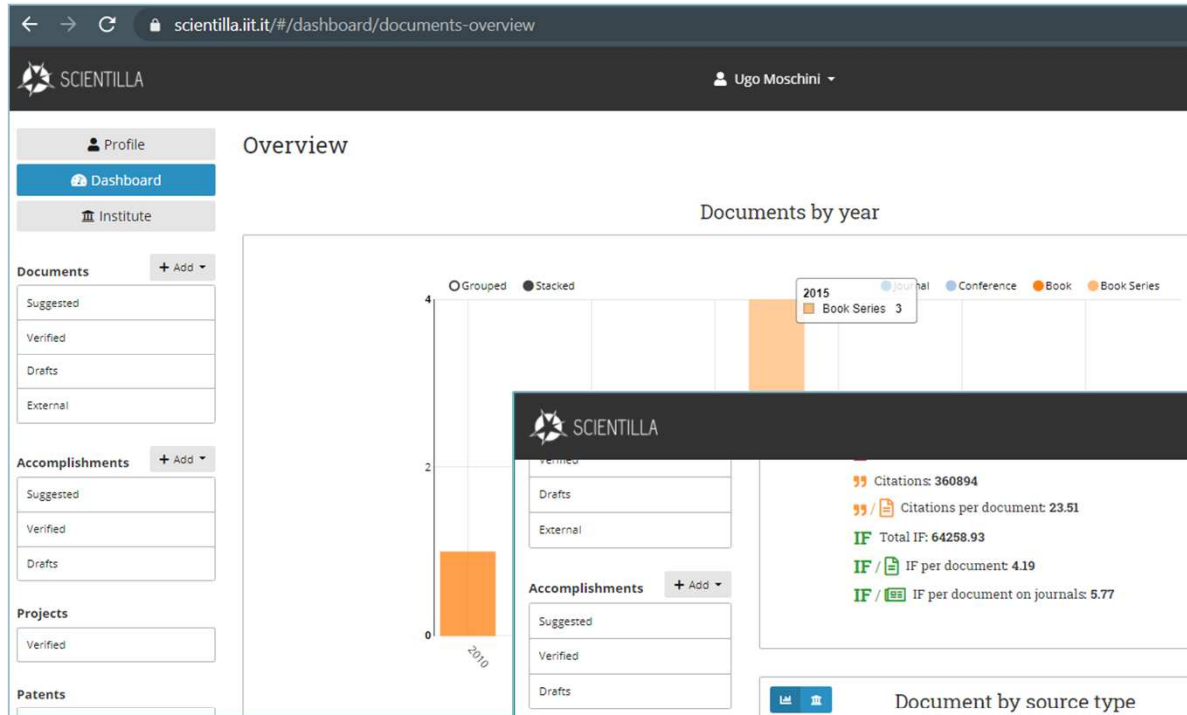 scientilla.iit.it/#/dashboard/documents-overview
SCIENTILLA
Ugo Moschini
Profile
Dashboard
Institute
Documents
+ Add
Suggested
Verified
Drafts
External
Accomplishments
+ Add
Suggested
Verified
Drafts
Projects
Verified
Patents
Overview
Documents by year
Grouped Stacked
Conference Book Book Series
2015
Book Series 3
4
2
0
2010
SCIENTILLA
Verified
Drafts
External
Accomplishments
+ Add
Suggested
Verified
Drafts
Citations: 360894
Citations per document: 23.51
IF Total IF: 64258.93
IF / IF per document: 4.19
IF / IF per document on journals: 5.77
Document by source type